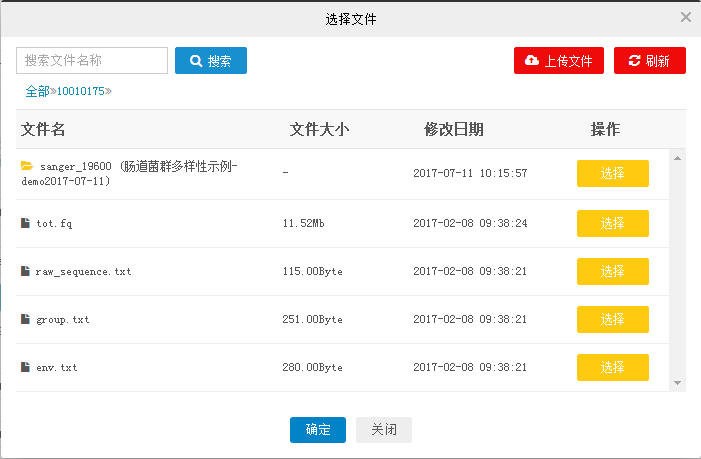 选择文件
搜索文件名称
搜索
上传文件
刷新
全部»10010175»
文件名 文件大小 修改日期 操作
sanger_19600 (肠道菌群多样性示例-
demo2017-07-11) - 2017-07-11 10:15:57 选择
tot.fq 11.52Mb 2017-02-08 09:38:24 选择
raw_sequence.txt 115.00Byte 2017-02-08 09:38:21 选择
group.txt 251.00Byte 2017-02-08 09:38:21 选择
env.txt 280.00Byte 2017-02-08 09:38:21 选择
确定 关闭